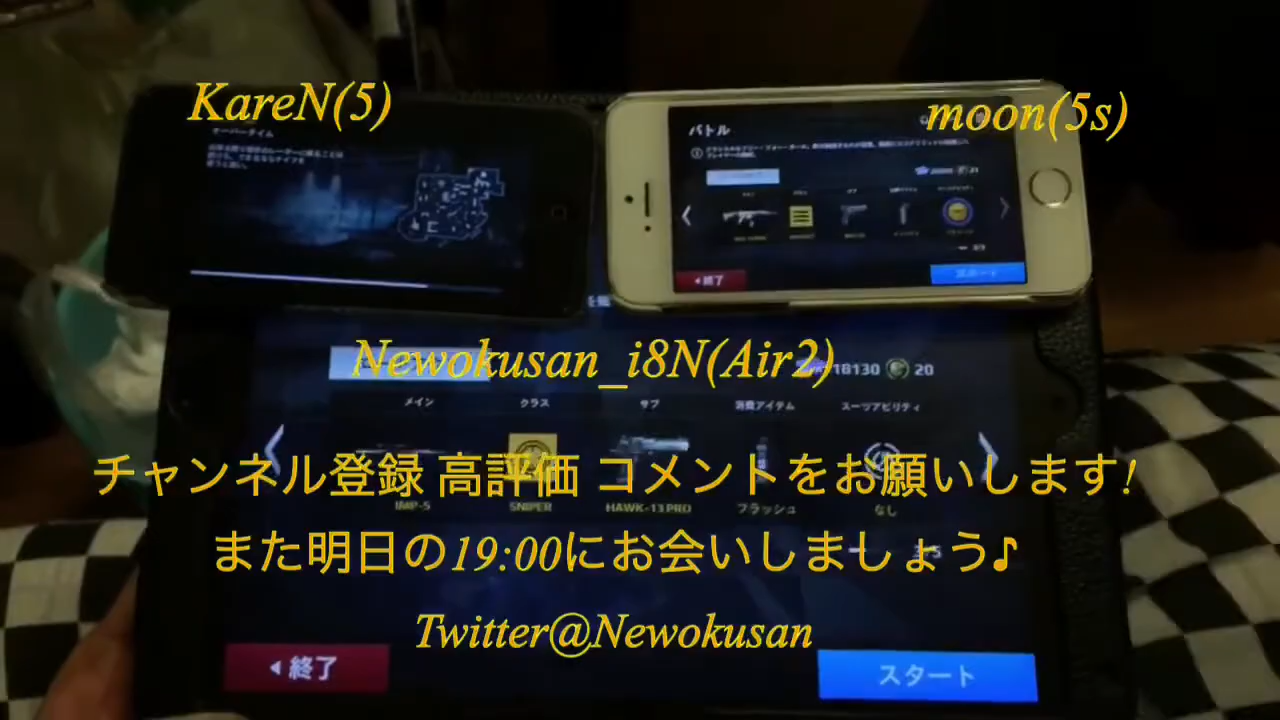 KareN(5)
moon(5s)
オーバータイム
バトル
終了
Newokusan_i8N(Air2)
18130
20
メイン
クラス
サブ
消費アイテム
スーツアビリティ
IMP-5
SNIPER
HAWK-13 PRO
フラッシュ
なし
チャンネル登録 高評価 コメントをお願いします!
また明日の19:00にお会いしましょう♪
Twitter@Newokusan
終了
スタート